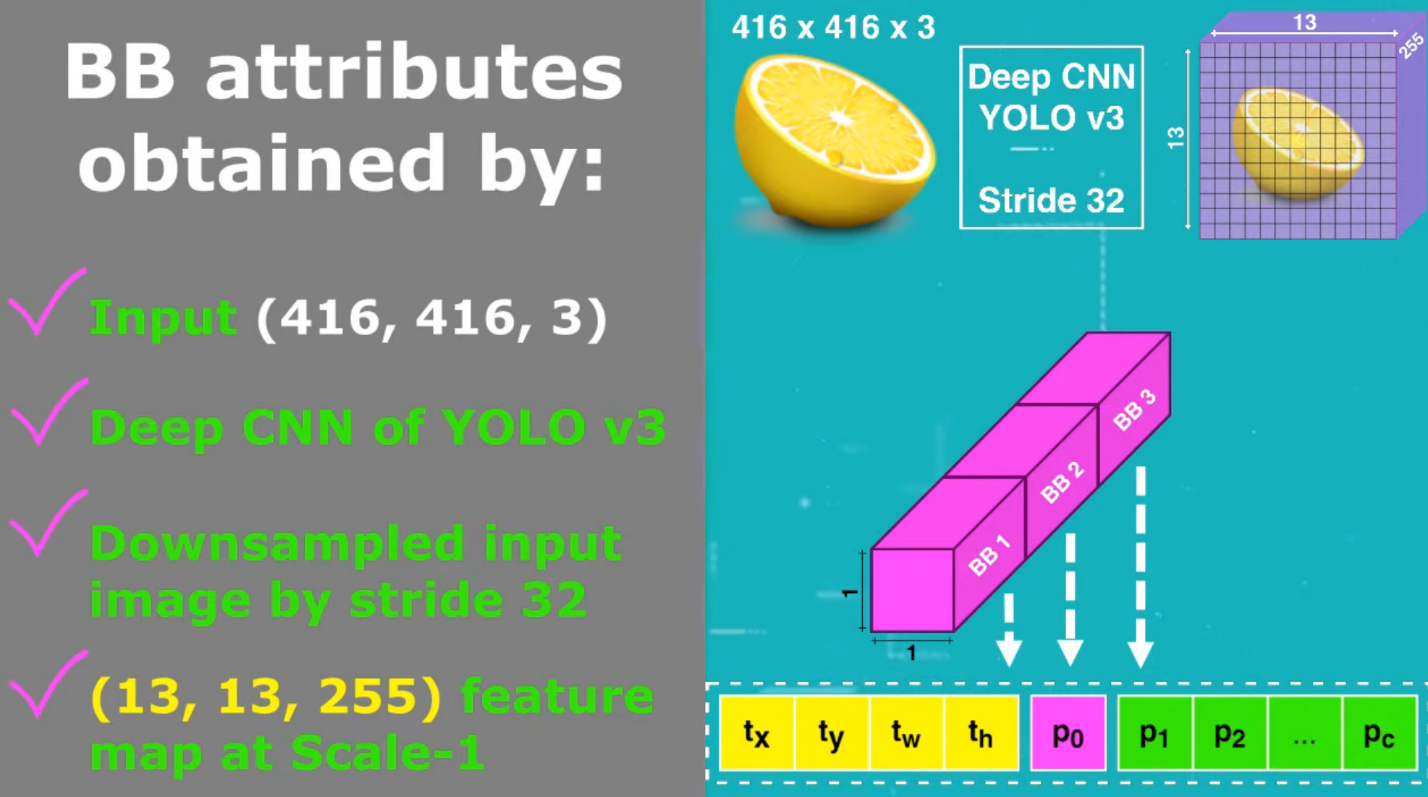 BB attributes
obtained by:
Input (416, 416, 3)
Deep CNN of YOLO v3
Downsampled input
image by stride 32
(13, 13, 255) feature
map at Scale-1
416 x 416 x 3
Deep CNN
YOLO v3
Stride 32
13
13
255
BB 1
BB 2
BB 3
1
1
tx ty tw th p0 p1 p2 ... pc